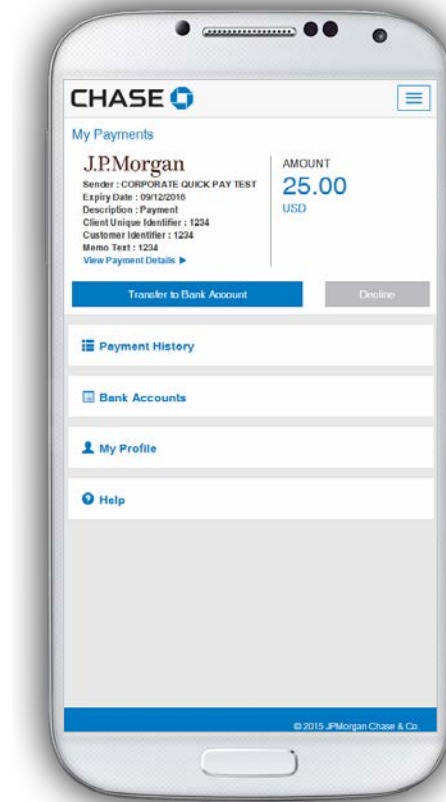 CHASE
My Payments
J.P.Morgan
Sender : CORPORATE QUICK PAY TEST
Expiry Date : 09/12/2016
Description : Payment
Client Unique Identifier : 1234
Customer Identifier : 1234
Memo Text : 1234
View Payment Details
AMOUNT
25.00
USD
Transfer to Bank Account
Decline
Payment History
Bank Accounts
My Profile
Help
© 2015 JPMorgan Chase & Co.